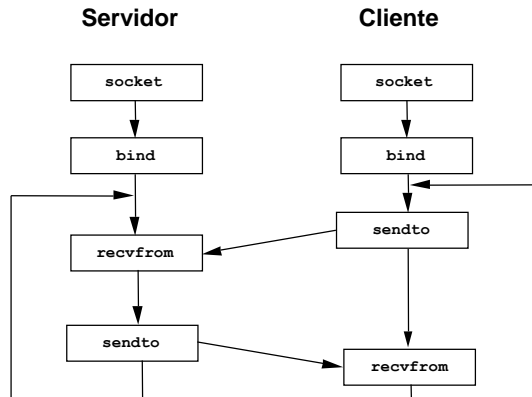 Servidor
Cliente
socket
socket
bind
bind
sendto
recvfrom
sendto
recvfrom